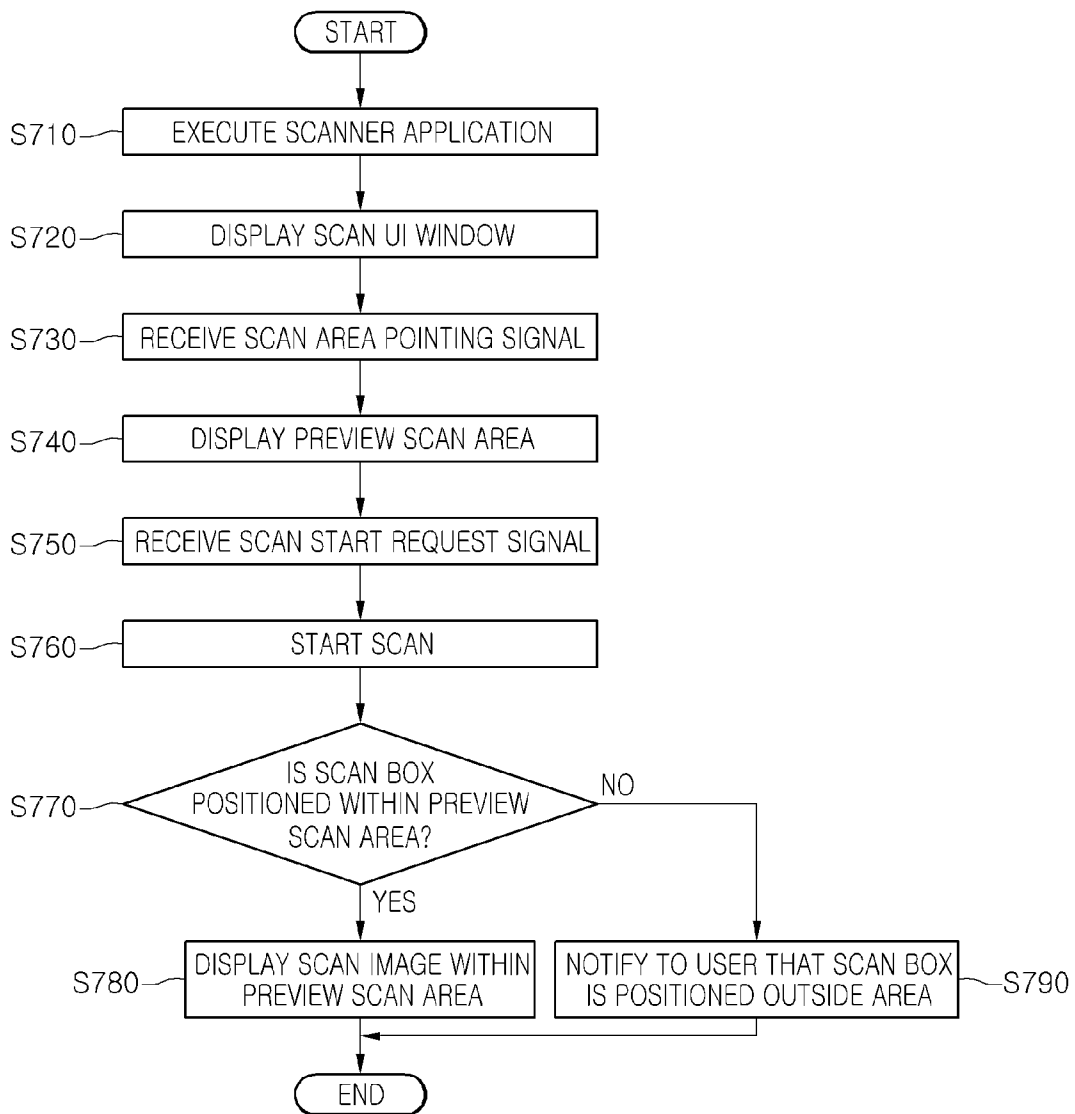 START
S710
EXECUTE SCANNER APPLICATION
S720
DISPLAY SCAN UI WINDOW
S730
RECEIVE SCAN AREA POINTING SIGNAL
S740
DISPLAY PREVIEW SCAN AREA
S750
RECEIVE SCAN START REQUEST SIGNAL
S760
START SCAN
S770
IS SCAN BOX
POSITIONED WITHIN PREVIEW
SCAN AREA?
NO
YES
S780
DISPLAY SCAN IMAGE WITHIN
PREVIEW SCAN AREA
NOTIFY TO USER THAT SCAN BOX
IS POSITIONED OUTSIDE AREA
S790
END